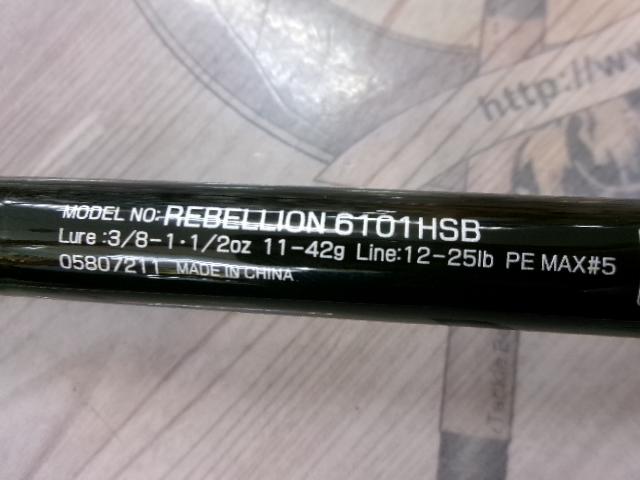 http://w
MODEL NO: REBELLION 6101HSB
Lure :3/8-1·1/2oz 11-42g Line:12-25lb PE MAX#5
05807211 MADE IN CHINA